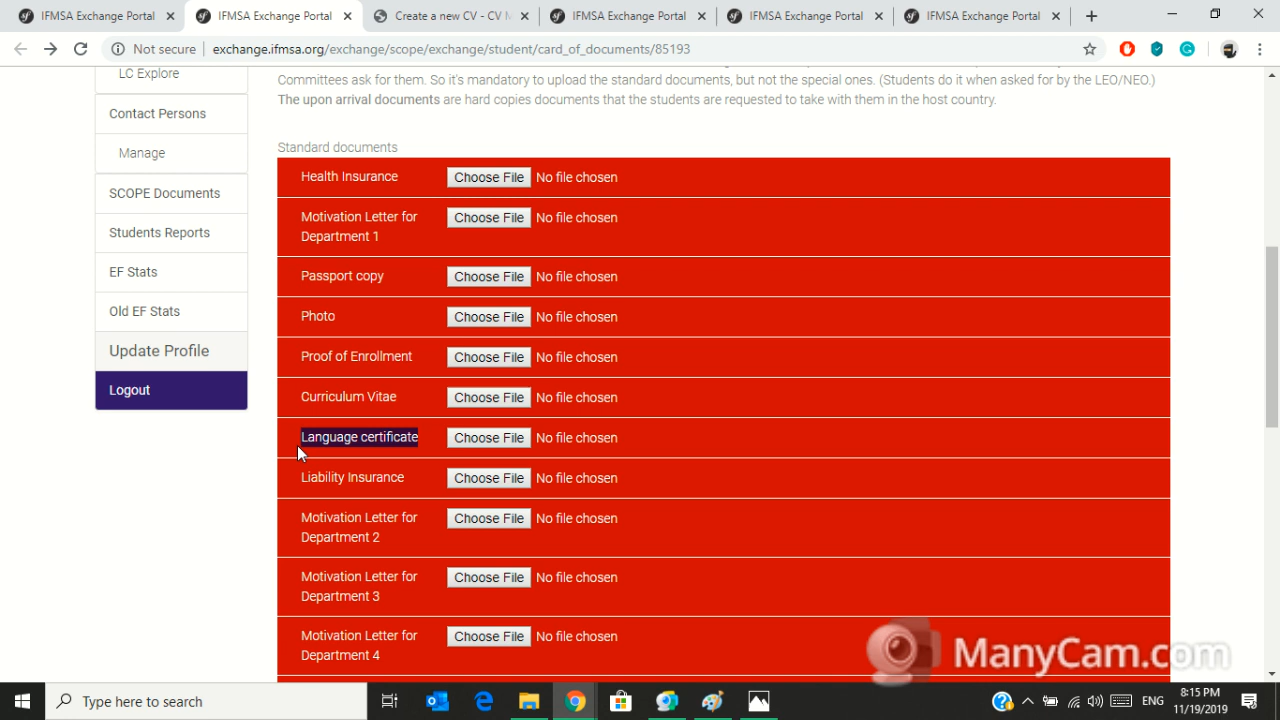 IFMSA Exchange Portal
IFMSA Exchange Portal
Create a new CV - CV M
IFMSA Exchange Portal
IFMSA Exchange Portal
IFMSA Exchange Portal
Not secure
exchange.ifmsa.org/exchange/scope/exchange/student/card_of_documents/85193
LC Explore
Contact Persons
Manage
SCOPE Documents
Students Reports
EF Stats
Old EF Stats
Update Profile
Logout
Committees ask for them. So it's mandatory to upload the standard documents, but not the special ones. (Students do it when asked for by the LEO/NEO.)
The upon arrival documents are hard copies documents that the students are requested to take with them in the host country.
Standard documents
Health Insurance Choose File No file chosen
Motivation Letter for Choose File No file chosen
Department 1
Passport copy Choose File No file chosen
Photo Choose File No file chosen
Proof of Enrollment Choose File No file chosen
Curriculum Vitae Choose File No file chosen
Language certificate Choose File No file chosen
Liability Insurance Choose File No file chosen
Motivation Letter for Choose File No file chosen
Department 2
Motivation Letter for Choose File No file chosen
Department 3
Motivation Letter for Choose File No file chosen
Department 4
ManyCam.com
Type here to search
ENG
8:15 PM
11/19/2019